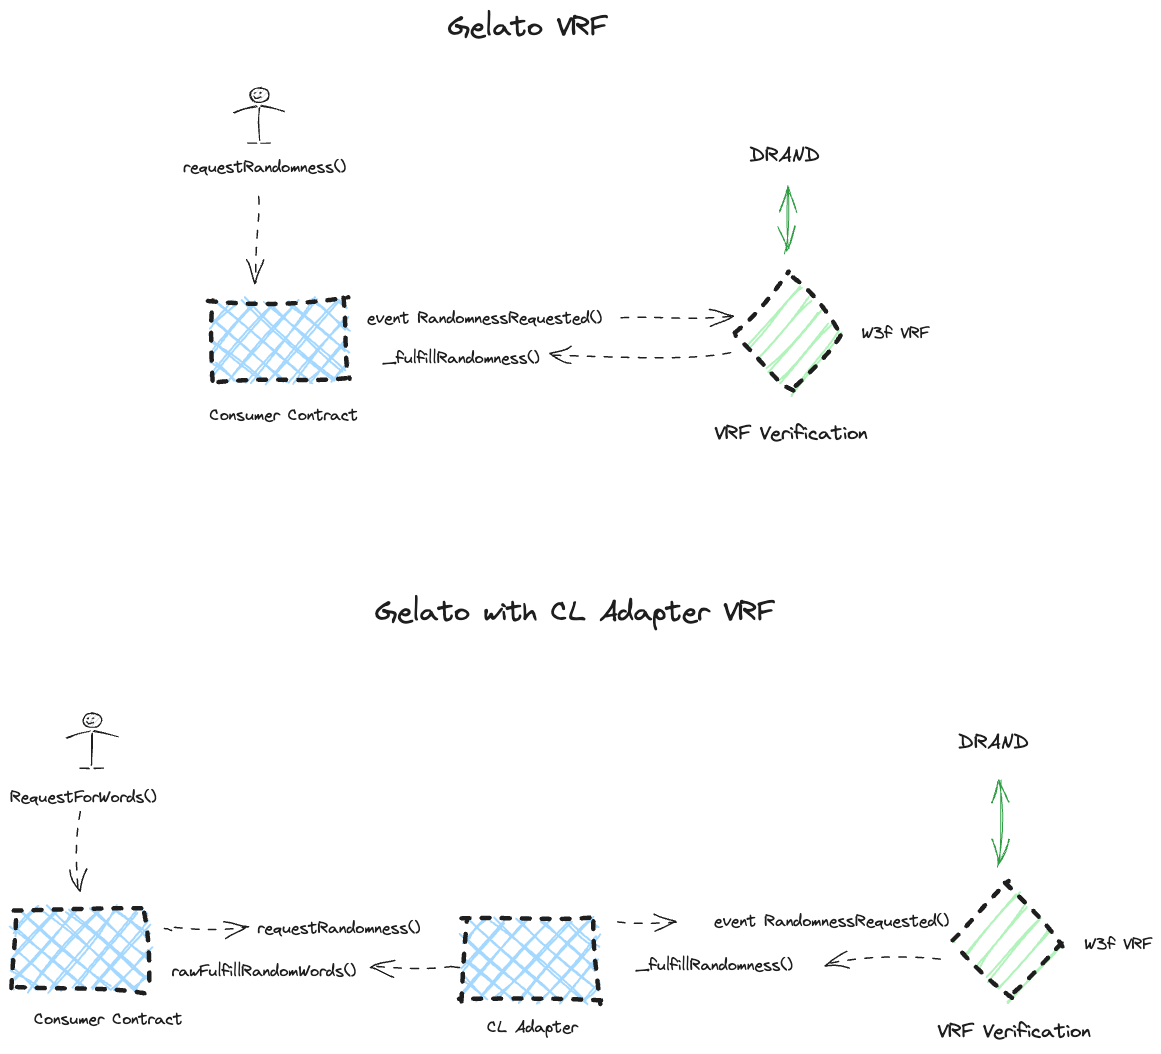 Gelato VRF
requestRandomness()
DRAND
event RandomnessRequested()
_fulfillRandomness()
W3f VRF
Consumer Contract
VRF Verification
Gelato with CL Adapter VRF
RequestForWords()
DRAND
requestRandomness()
event RandomnessRequested()
rawFulfillRandomWords()
_fulfillRandomness()
W3f VRF
Consumer Contract
CL Adapter
VRF Verification